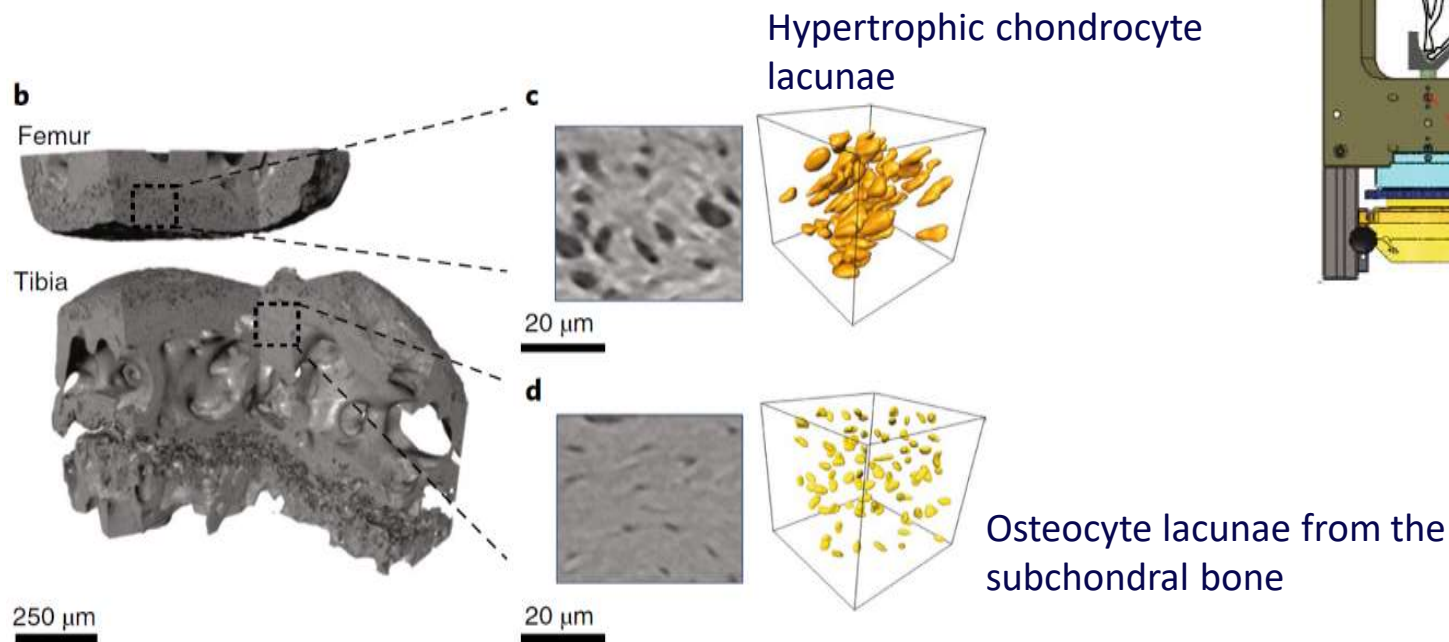 Hypertrophic chondrocyte
lacunae
b
Femur
c
20 μm
Tibia
d
Osteocyte lacunae from the
subchondral bone
250 μm
20 μm